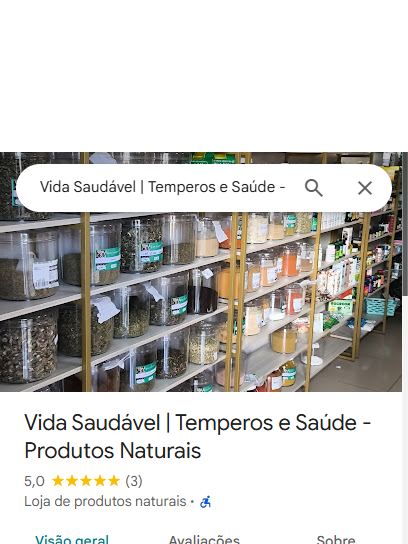 Vida Saudável | Temperos e Saúde -
Vida Saudável | Temperos e Saúde -
Produtos Naturais
5,0 ★★★★★ (3)
Loja de produtos naturais ·
Visão geral Avaliações Sobre